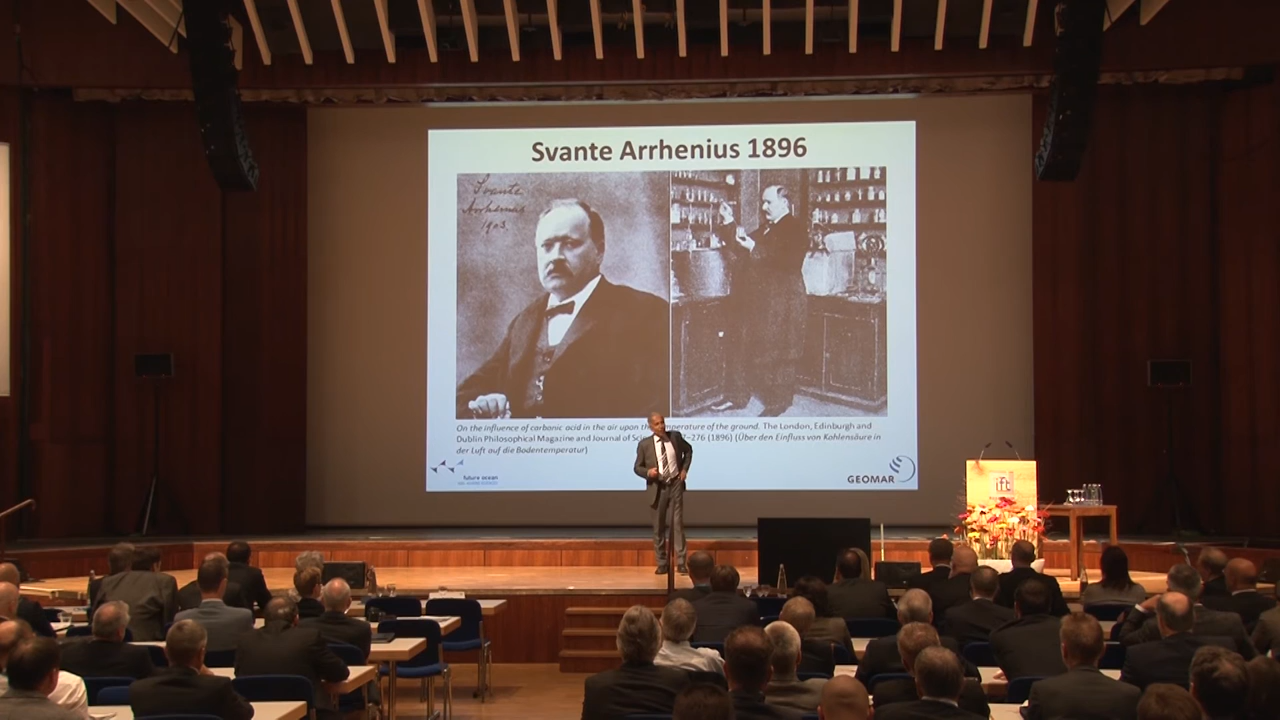 Svante Arrhenius 1896
Svante
Arrhenius
1903.
On the influence of carbonic acid in the air upon the temperature of the ground. The London, Edinburgh and
Dublin Philosophical Magazine and Journal of 276 (1896) (Über den Einfluss von Kohlensäure in
der Luft auf die Bodentemperatur)
future ocean
GEOMAR
ift